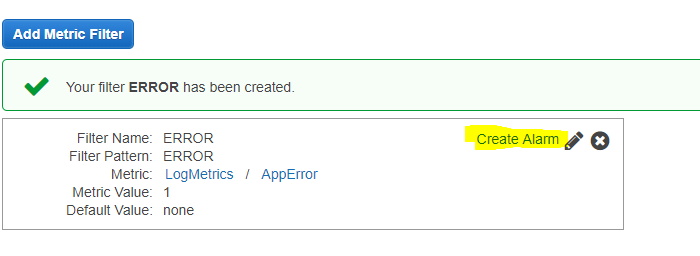 Add Metric Filter
Your filter ERROR has been created.
Filter Name: ERROR
Create Alarm
Filter Pattern: ERROR
Metric: LogMetrics / AppError
Metric Value: 1
Default Value: none